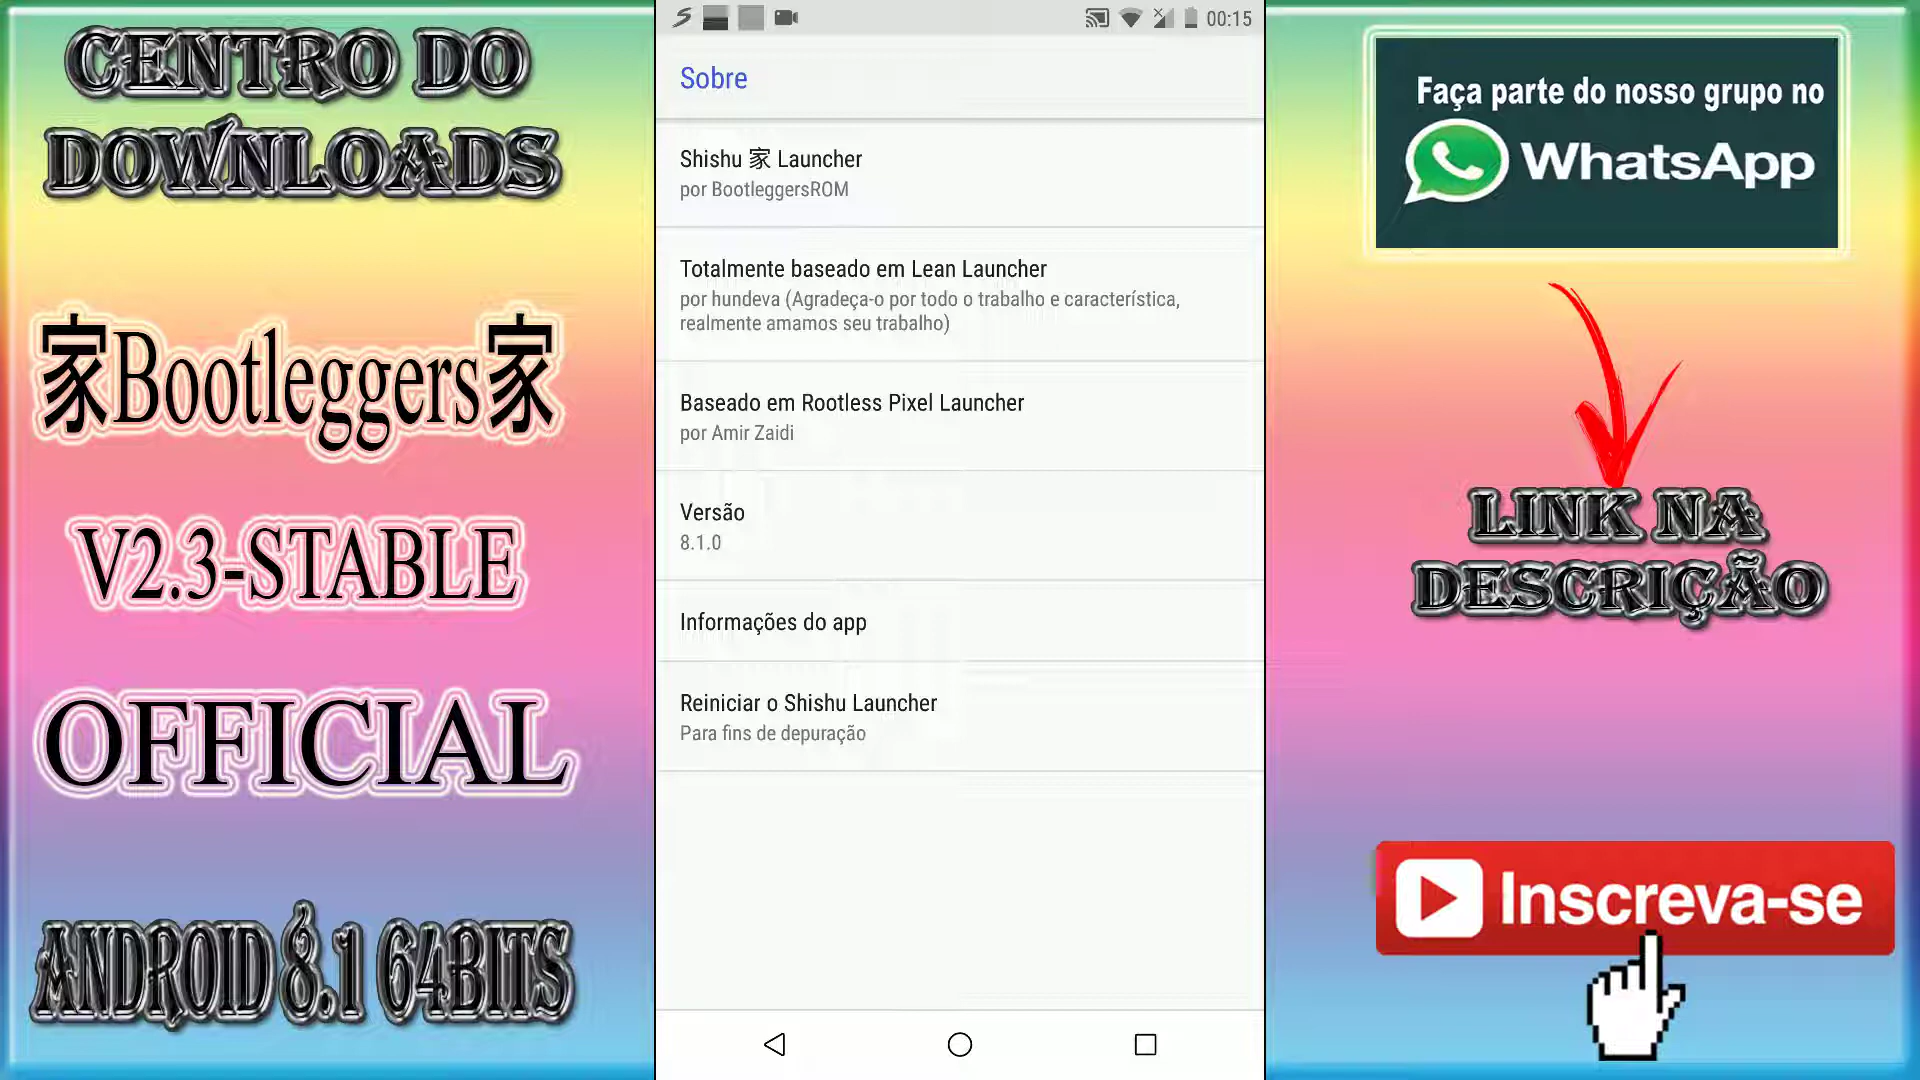 CENTRO DO
DOWNLOADS
家Bootleggers家
V2.3-STABLE
OFFICIAL
ANDROID 8.1 64BITS
00:15
Sobre
Shishu 家 Launcher
por BootleggersROM
Totalmente baseado em Lean Launcher
por hundeva (Agradeça-o por todo o trabalho e característica,
realmente amamos seu trabalho)
Baseado em Rootless Pixel Launcher
por Amir Zaidi
Versão
8.1.0
Informações do app
Reiniciar o Shishu Launcher
Para fins de depuração
Faça parte do nosso grupo no
WhatsApp
LINK NA
DESCRIÇÃO
Inscreva-se